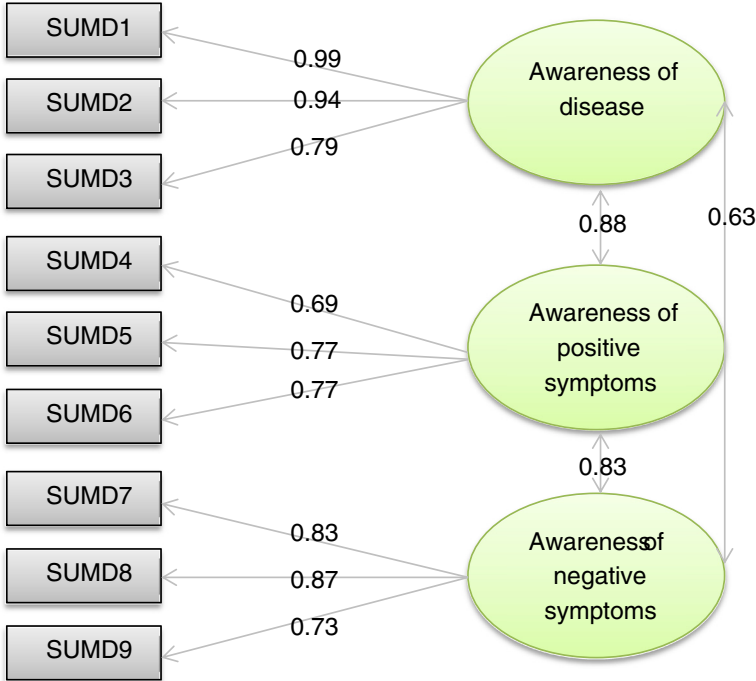 SUMD1
SUMD2
SUMD3
SUMD4
SUMD5
SUMD6
SUMD7
SUMD8
SUMD9
0.99
0.94
0.79
0.69
0.77
0.77
0.83
0.87
0.73
Awareness of
disease
0.88
0.63
Awareness of
positive
symptoms
0.83
Awareness of
negative
symptoms